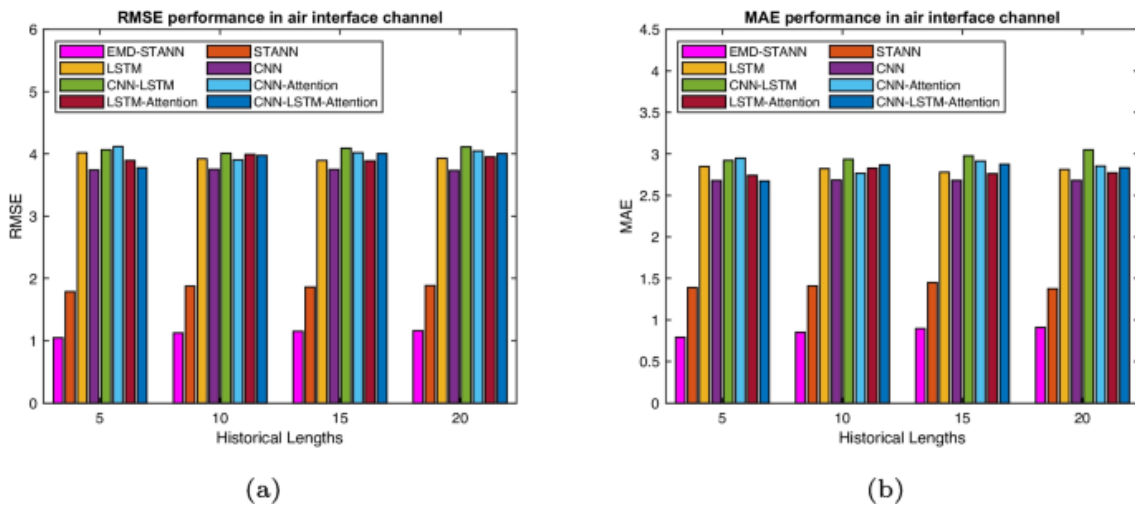 RMSE performance in air interface channel
6
5
4
3
2
1
0
RMSE
EMD-STANN STANN
LSTM CNN
CNN-LSTM CNN-Attention
LSTM-Attention CNN-LSTM-Attention
5 10 15 20
Historical Lengths
(a)
MAE performance in air interface channel
4.5
4
3.5
3
2.5
2
1.5
1
0.5
0
MAE
EMD-STANN STANN
LSTM CNN
CNN-LSTM CNN-Attention
LSTM-Attention CNN-LSTM-Attention
5 10 15 20
Historical Lengths
(b)